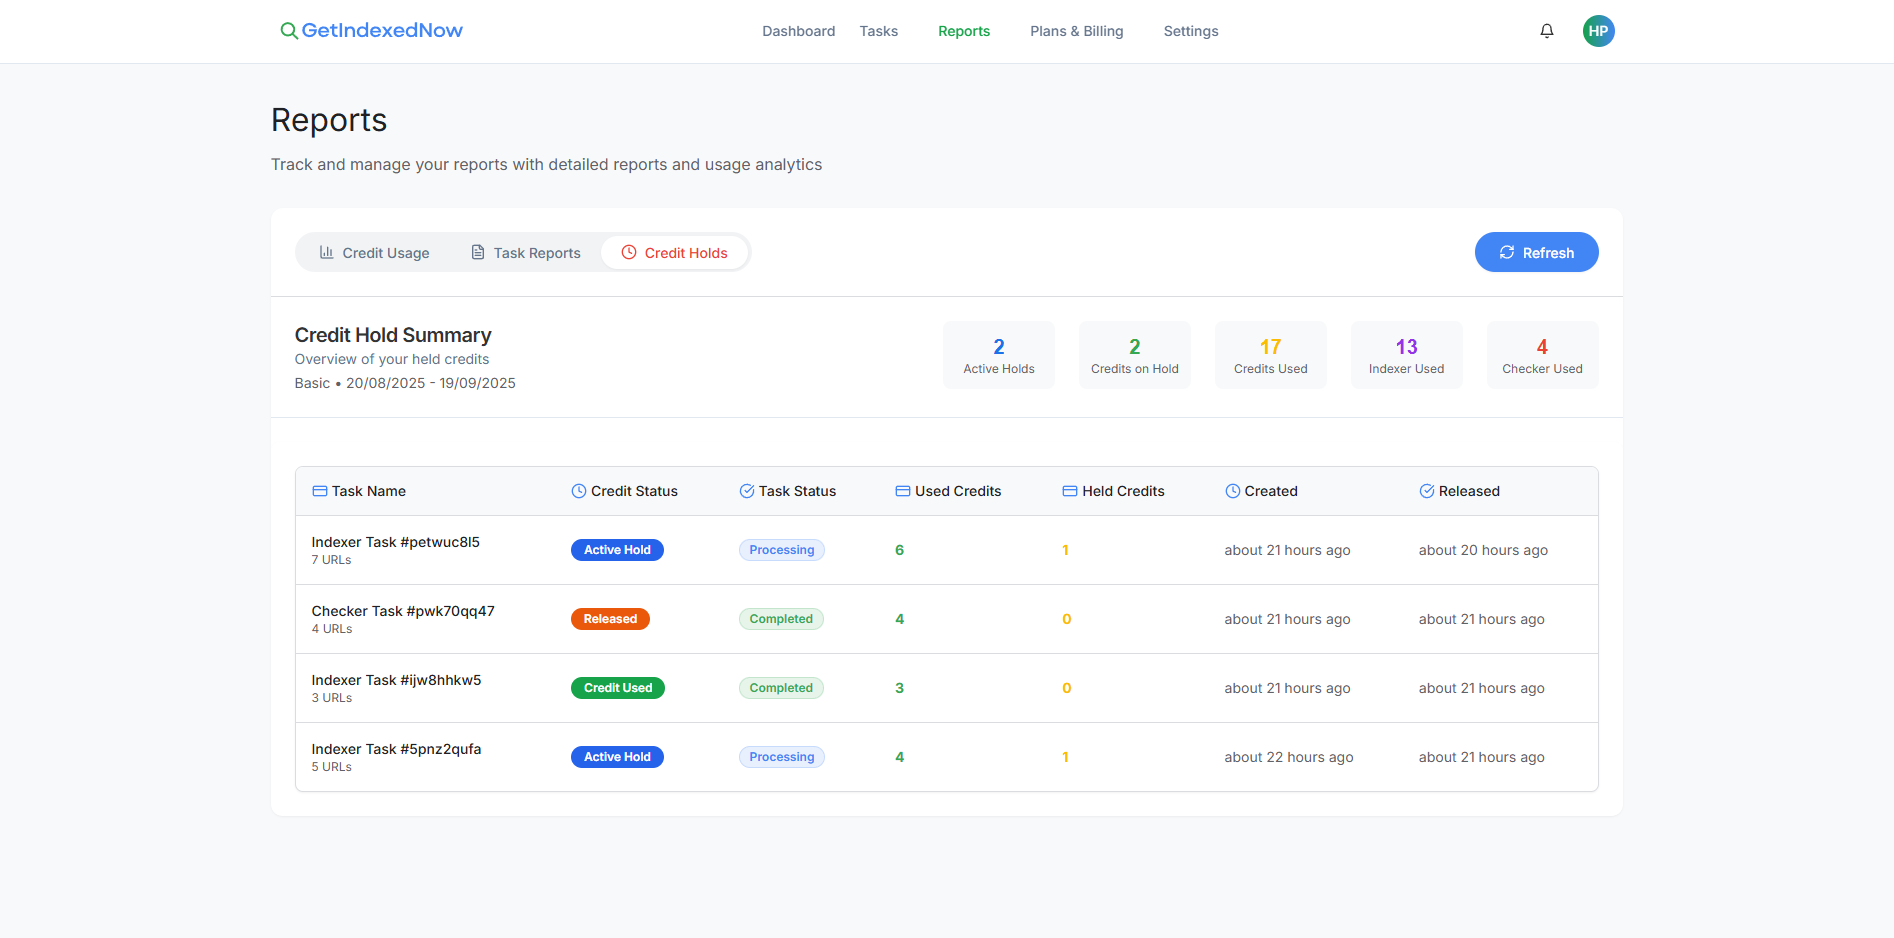 GetIndexedNow
Dashboard Tasks Reports Plans & Billing Settings
HP
Reports
Track and manage your reports with detailed reports and usage analytics
Credit Usage Task Reports Credit Holds Refresh
Credit Hold Summary
Overview of your held credits
Basic • 20/08/2025 - 19/09/2025
2 2 17 13 4
Active Holds Credits on Hold Credits Used Indexer Used Checker Used
Task Name Credit Status Task Status Used Credits Held Credits Created Released
Indexer Task #petwuc8l5 Active Hold Processing 6 1 about 21 hours ago about 20 hours ago
7 URLs
Checker Task #pwk70qq47 Released Completed 4 0 about 21 hours ago about 21 hours ago
4 URLs
Indexer Task #ijw8hhkw5 Credit Used Completed 3 0 about 21 hours ago about 21 hours ago
3 URLs
Indexer Task #5pnz2qufa Active Hold Processing 4 1 about 22 hours ago about 21 hours ago
5 URLs